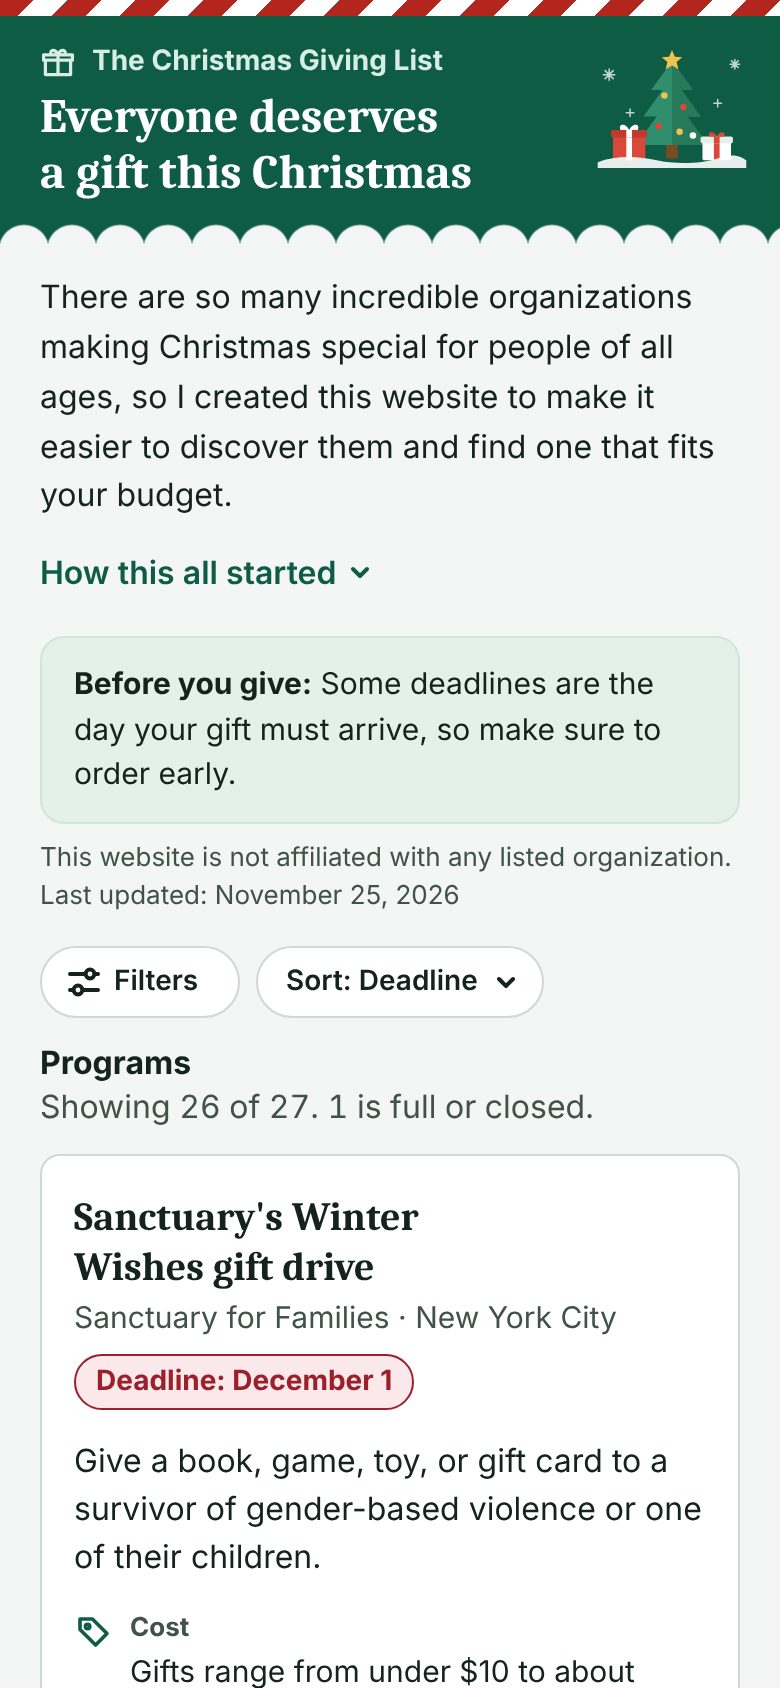 The Christmas Giving List
Everyone deserves
a gift this Christmas
There are so many incredible organizations
making Christmas special for people of all
ages, so I created this website to make it
easier to discover them and find one that fits
your budget.
How this all started
Before you give: Some deadlines are the
day your gift must arrive, so make sure to
order early.
This website is not affiliated with any listed organization.
Last updated: November 25, 2026
Filters
Sort: Deadline
Programs
Showing 26 of 27. 1 is full or closed.
Sanctuary's Winter
Wishes gift drive
Sanctuary for Families · New York City
Deadline: December 1
Give a book, game, toy, or gift card to a
survivor of gender-based violence or one
of their children.
Cost
Gifts range from under $10 to about